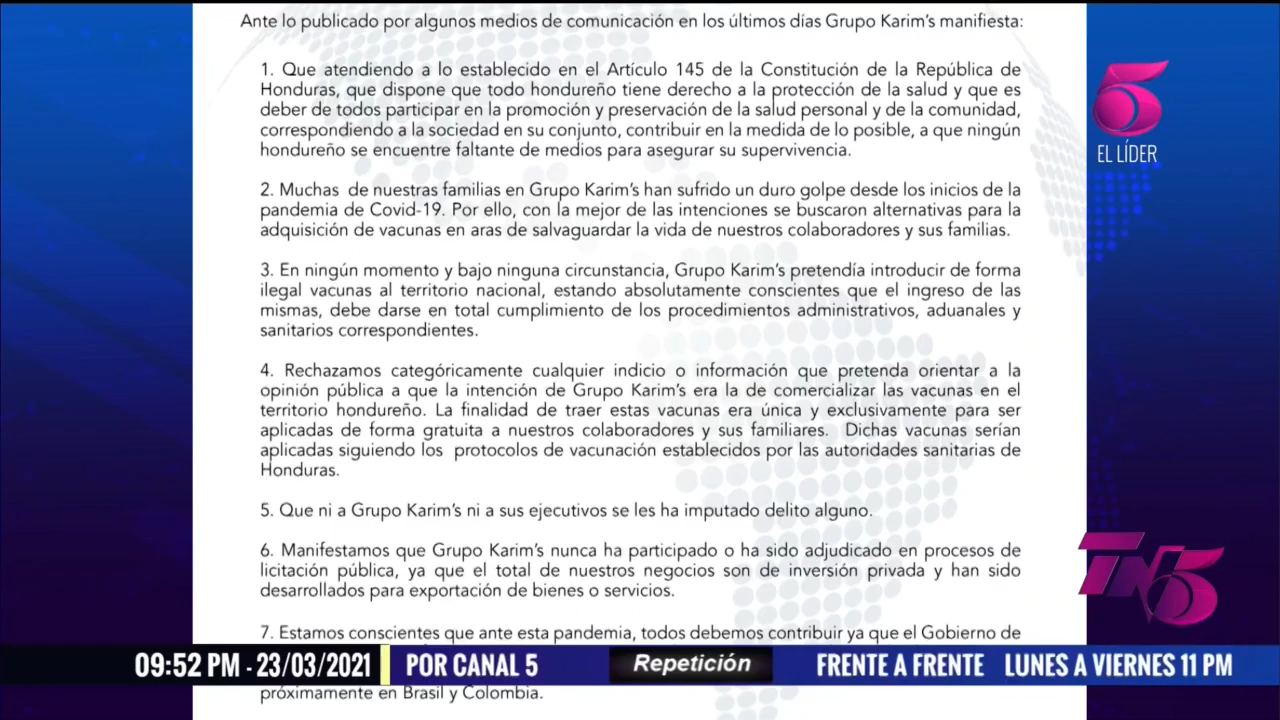 Ante lo publicado por algunos medios de comunicación en los últimos días Grupo Karim's manifiesta:
1. Que atendiendo a lo establecido en el Artículo 145 de la Constitución de la República de
Honduras, que dispone que todo hondureño tiene derecho a la protección de la salud y que es
deber de todos participar en la promoción y preservación de la salud personal y de la comunidad,
correspondiendo a la sociedad en su conjunto, contribuir en la medida de lo posible, a que ningún
hondureño se encuentre faltante de medios para asegurar su supervivencia.
2. Muchas de nuestras familias en Grupo Karim's han sufrido un duro golpe desde los inicios de la
pandemia de Covid-19. Por ello, con la mejor de las intenciones se buscaron alternativas para la
adquisición de vacunas en aras de salvaguardar la vida de nuestros colaboradores y sus familias.
3. En ningún momento y bajo ninguna circunstancia, Grupo Karim's pretendía introducir de forma
ilegal vacunas al territorio nacional, estando absolutamente conscientes que el ingreso de las
mismas, debe darse en total cumplimiento de los procedimientos administrativos, aduanales y
sanitarios correspondientes.
4. Rechazamos categóricamente cualquier indicio o información que pretenda orientar a la
opinión pública a que la intención de Grupo Karim's era la de comercializar las vacunas en el
territorio hondureño. La finalidad de traer estas vacunas era única y exclusivamente para ser
aplicadas de forma gratuita a nuestros colaboradores y sus familiares. Dichas vacunas serían
aplicadas siguiendo los protocolos de vacunación establecidos por las autoridades sanitarias de
Honduras.
5. Que ni a Grupo Karim's ni a sus ejecutivos se les ha imputado delito alguno.
6. Manifestamos que Grupo Karim's nunca ha participado o ha sido adjudicado en procesos de
licitación pública, ya que el total de nuestros negocios son de inversión privada y han sido
desarrollados para exportación de bienes o servicios.
7. Estamos conscientes que ante esta pandemia, todos debemos contribuir ya que el Gobierno de
próximamente en Brasil y Colombia.
5
EL LÍDER
TN5
09:52 PM - 23/03/2021
POR CANAL 5
Repetición
FRENTE A FRENTE LUNES A VIERNES 11 PM